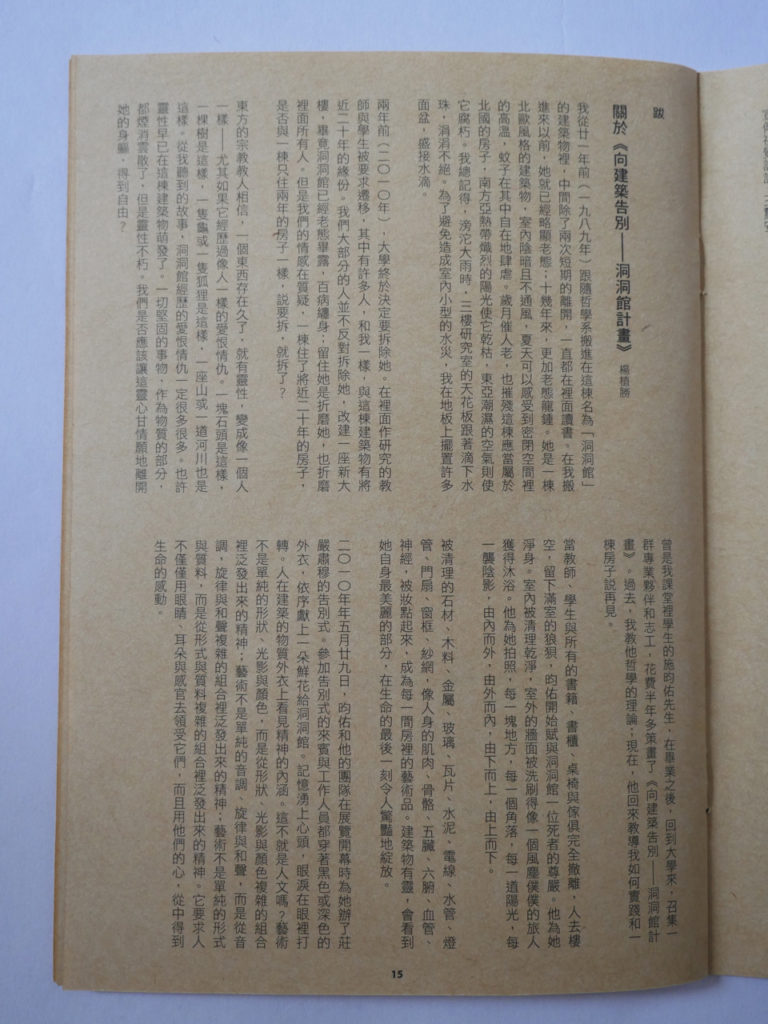 跋
關於《向建築告別——洞洞館計畫》 楊植勝
我從廿一年前（一九八九年）跟隨哲學系搬進在這棟名為「洞洞館」
的建築物裡，中間除了兩次短期的離開，一直都在裡面讀書。在我搬
進來以前，她就已經略顯老態；十幾年來，更加老態龍鐘。她是一棟
北歐風格的建築物，室內陰暗且不通風，夏天可以感受到密閉空間裡
的高溫，蚊子在其中自在地肆虐。歲月催人老，也摧殘這棟應當屬於
北國的房子，南方亞熱帶熾烈的陽光使它乾枯，東亞潮濕的空氣則使
它腐朽。我總記得，滂沱大雨時，三樓研究室的天花板跟著滴下水
珠，涓涓不絕。為了避免造成室內小型的水災，我在地板上擺置許多
面盆，盛接水滴。
兩年前（二〇一〇年），大學終於決定要拆除她。在裡面作研究的教
師與學生被要求遷移，其中有許多人，和我一樣，與這棟建築物有將
近二十年的緣份。我們大部分的人並不反對拆除她，改建一座新大
樓，畢竟洞洞館已經老態畢露，百病纏身；留住她是折磨她，也折磨
裡面所有人。但是我們的情感在質疑，一棟住了將近二十年的房子，
是否與一棟只住兩年的房子一樣，說要拆，就拆了？
東方的宗教教人相信，一個東西存在久了，就有靈性，變成像一個人
一樣——尤其如果它經歷過像人一樣的愛恨情仇。一塊石頭是這樣，
一棵樹是這樣，一隻龜或一隻狐狸是這樣，一座山或一道河川也是
這樣。從我聽到的故事，洞洞館經歷的愛恨情仇一定很多很多。也許
靈性早已在這棟建築物萌發了。一切堅固的事物，作為物質的部分，
都煙消雲散了，但是靈性不朽。我們是否應該讓這靈心甘情願地離開
她的身軀，得到自由？
曾是我課堂裡學生的施昀佑先生，在畢業之後，回到大學來，召集一
群專業夥伴和志工，花費半年多策畫了《向建築告別——洞洞館計
畫》。過去，我教他哲學的理論；現在，他回來教導我如何實踐和一
棟房子說再見。
當教師、學生與所有的書籍、書櫃、桌椅與傢俱完全撤離，人去樓
空，留下滿室的狼狽，昀佑開始賦與洞洞館一位死者的尊嚴。他為她
淨身。室內被清理乾淨，室外的牆面被洗刷得像一個風塵僕僕的旅人
獲得沐浴。他為她拍照，每一塊地方，每一個角落，每一道陽光，每
一襲陰影，由內而外，由外而內，由下而上，由上而下。
被清理的石材、木料、金屬、玻璃、瓦片、水泥、電線、水管、燈
管、門扇、窗框、紗網，像人身的肌肉、骨骼、五臟、六腑、血管、
神經，被妝點起來，成為每一間房裡的藝術品。建築物有靈，會看到
她自身最美麗的部分，在生命的最後一刻令人驚豔地綻放。
二〇一〇年五月廿九日，昀佑和他的團隊在展覽開幕時為她辦了莊
嚴肅穆的告別式。參加告別式的來賓與工作人員都穿著黑色或深色的
外衣，依序獻上一朵鮮花給洞洞館。記憶湧上心頭，眼淚在眼裡打
轉。人在建築的物質外衣上看見精神的內涵。這不就是人文嗎？藝術
不是單純的形狀、光影與顏色，而是從形狀、光影與顏色複雜的組合
裡泛發出來的精神；藝術不是單純的音調、旋律與和聲，而是從音
調、旋律與和聲複雜的組合裡泛發出來的精神；藝術不是單純的形式
與質料，而是從形式與質料複雜的組合裡泛發出來的精神。它要求人
不僅僅用眼睛、耳朵與感官去領受它們，而且用他們的心，從中得到
生命的感動。
15